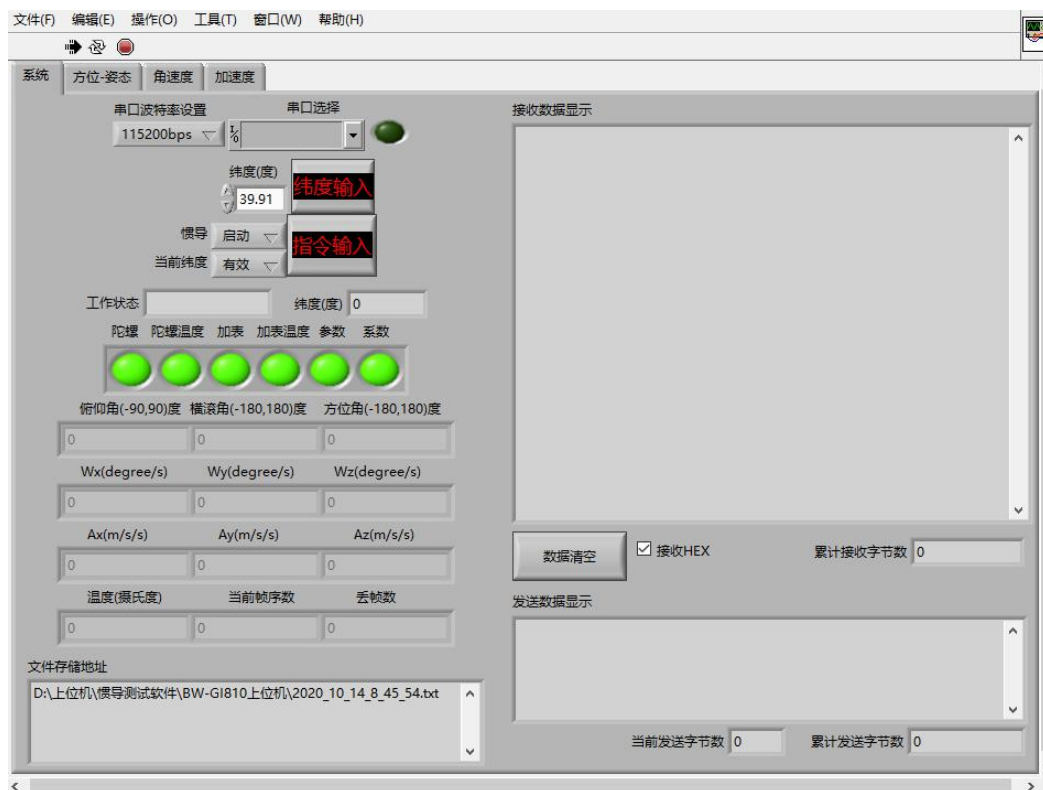 文件(F) 编辑(E) 操作(O) 工具(T) 窗口(W) 帮助(H)
系统 方位-姿态 角速度 加速度
串口波特率设置 串口选择
115200bps
纬度(度)
39.91 纬度输入
惯导 启动 指令输入
当前纬度 有效
工作状态 纬度(度) 0
陀螺 陀螺温度 加表 加表温度 参数 系数
俯仰角(-90,90)度 横滚角(-180,180)度 方位角(-180,180)度
0 0 0
Wx(degree/s) Wy(degree/s) Wz(degree/s)
0 0 0
Ax(m/s/s) Ay(m/s/s) Az(m/s/s)
0 0 0
温度(摄氏度) 当前帧序数 丢帧数
0 0 0
文件存储地址
D:\上位机\惯导测试软件\BW-GI810上位机\2020_10_14_8_45_54.txt
接收数据显示
数据清空 接收HEX 累计接收字节数 0
发送数据显示
当前发送字节数 0 累计发送字节数 0